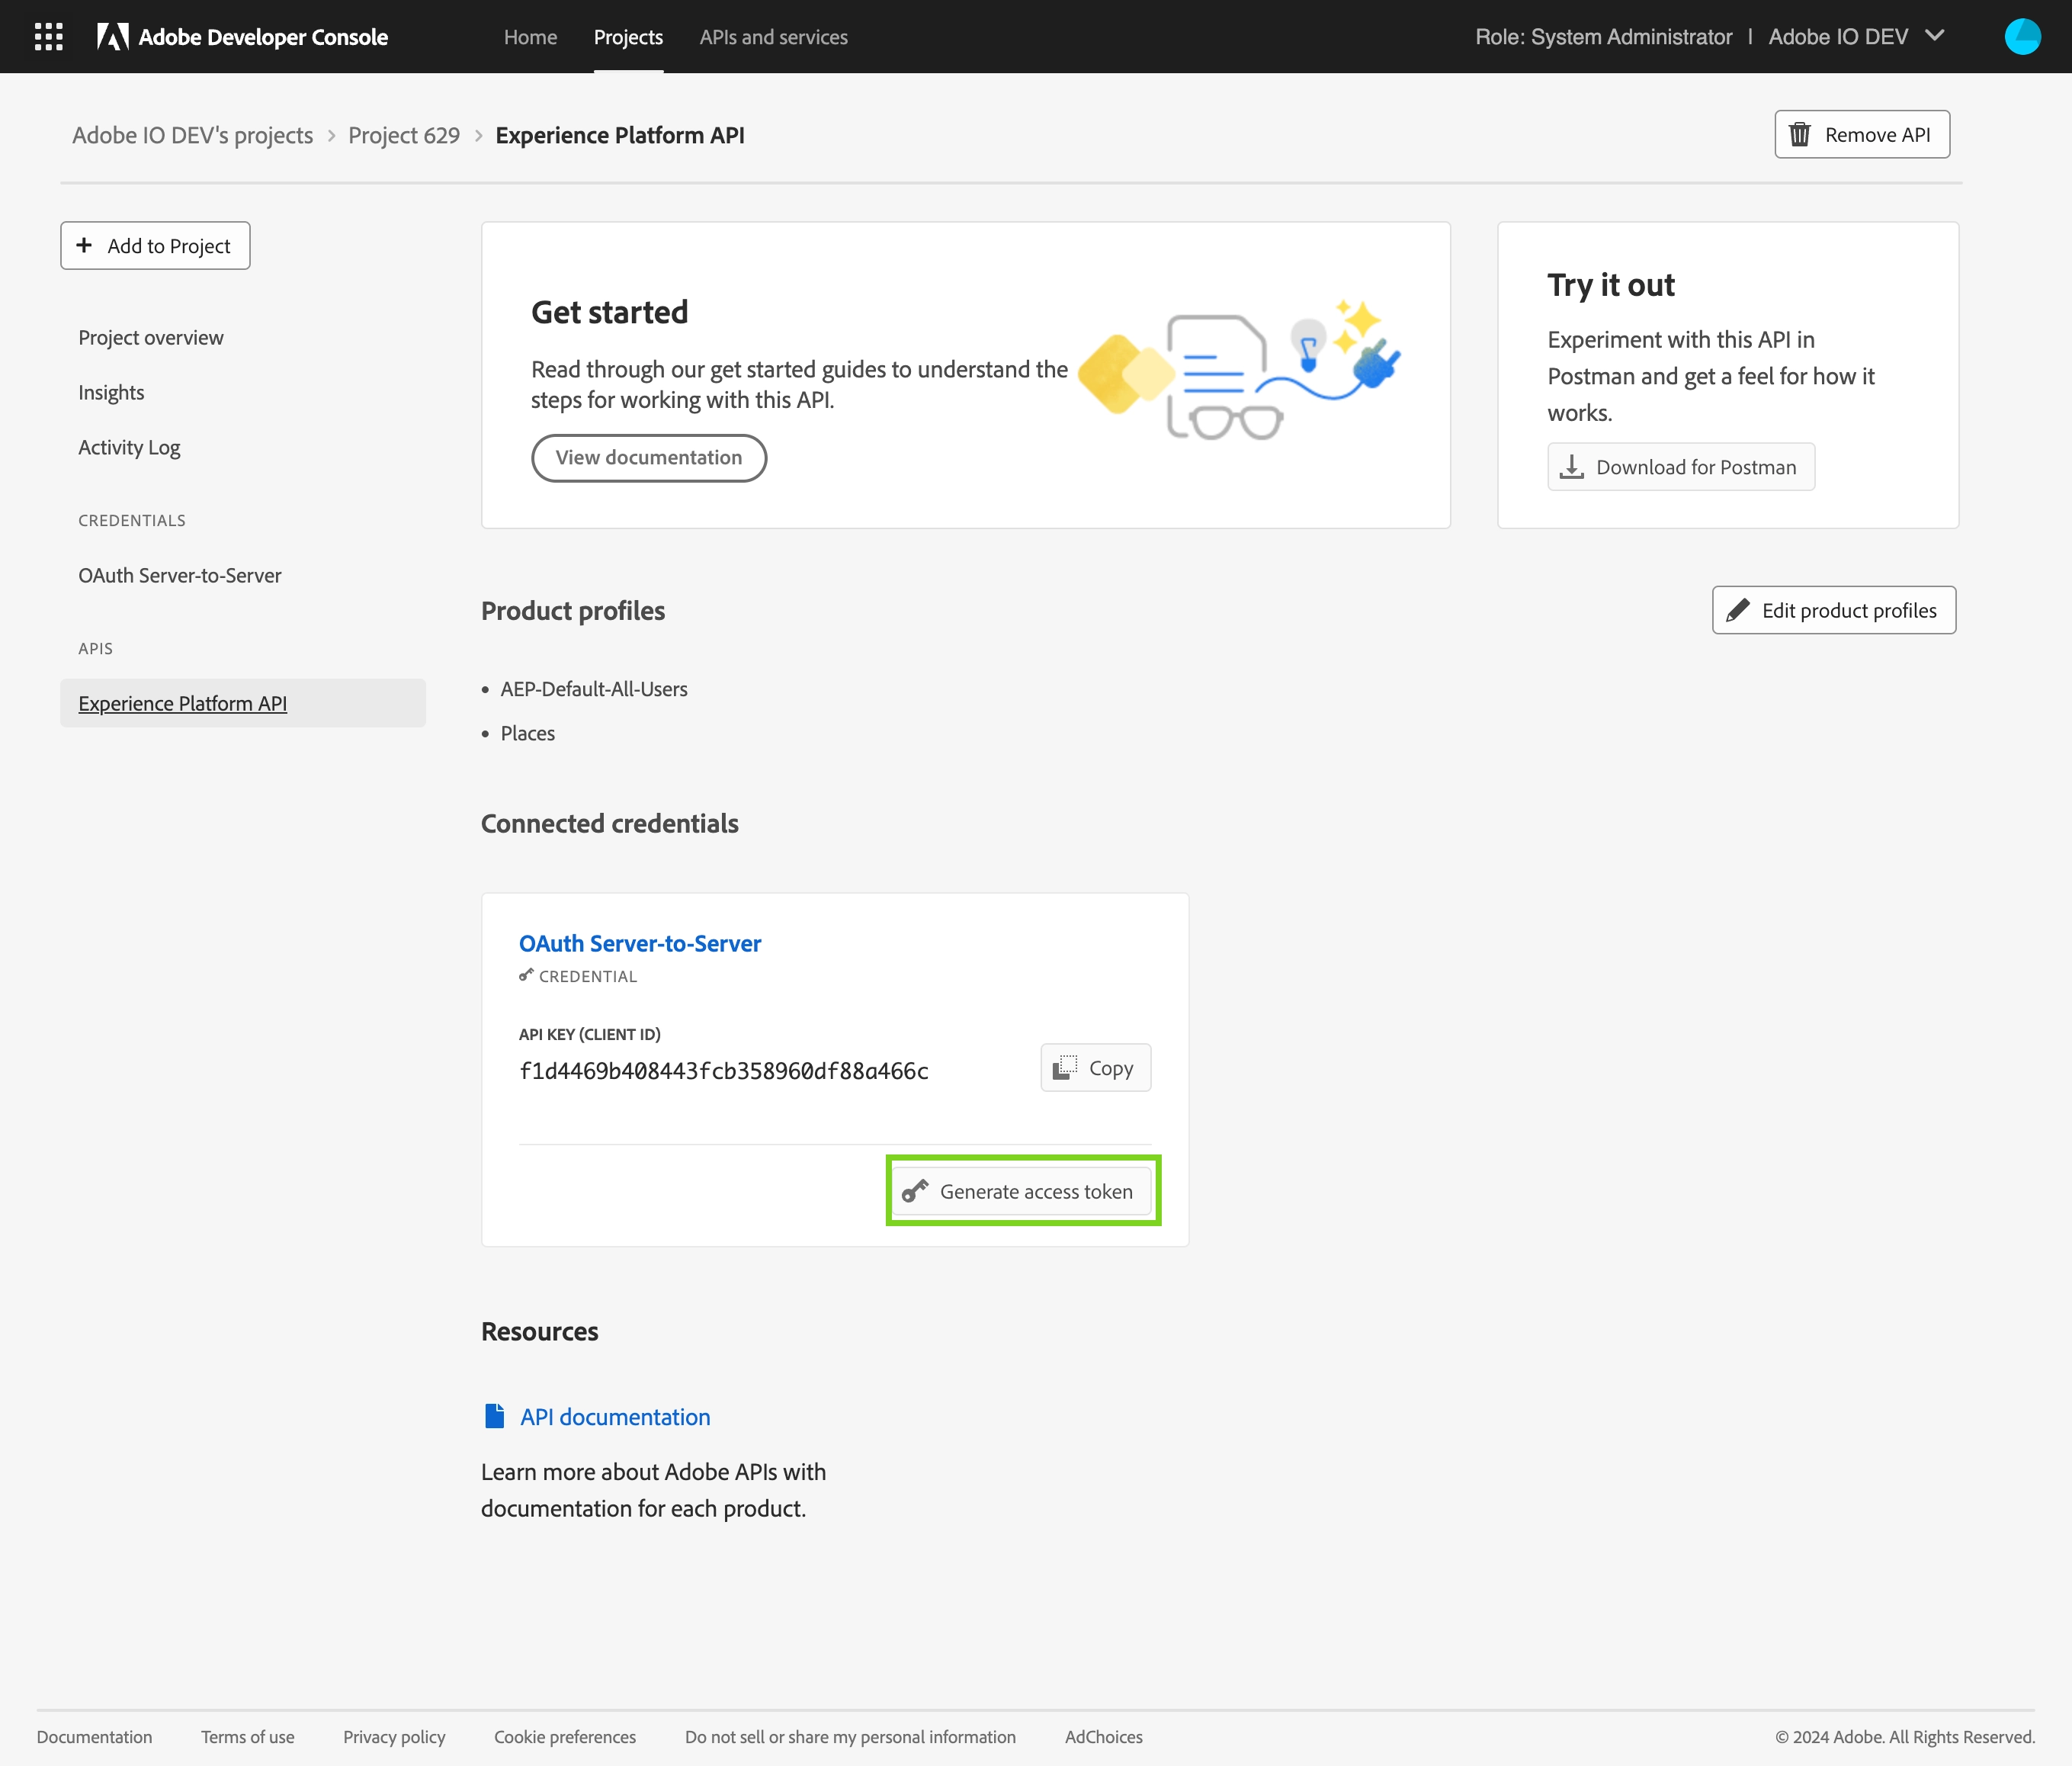 Adobe Developer Console
Home
Projects
APIs and services
Role: System Administrator | Adobe IO DEV
Adobe IO DEV's projects > Project 629 > Experience Platform API
Remove API
+ Add to Project
Project overview
Insights
Activity Log
CREDENTIALS
OAuth Server-to-Server
APIS
Experience Platform API
Get started
Read through our get started guides to understand the
steps for working with this API.
View documentation
Try it out
Experiment with this API in
Postman and get a feel for how it
works.
Download for Postman
Product profiles
Edit product profiles
• AEP-Default-All-Users
• Places
Connected credentials
OAuth Server-to-Server
CREDENTIAL
API KEY (CLIENT ID)
f1d4469b408443fcb358960df88a466c
Copy
Generate access token
Resources
API documentation
Learn more about Adobe APIs with
documentation for each product.
Documentation
Terms of use
Privacy policy
Cookie preferences
Do not sell or share my personal information
AdChoices
© 2024 Adobe. All Rights Reserved.